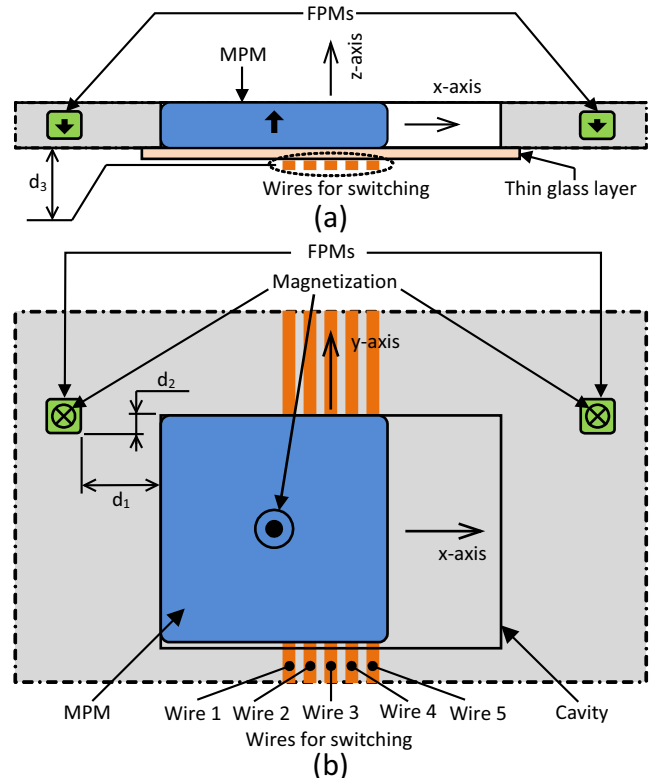 FPMs
MPM
z-axis
x-axis
d3
Wires for switching
Thin glass layer
(a)
FPMs
Magnetization
y-axis
d2
d1
x-axis
MPM
Wire 1
Wire 2
Wire 3
Wire 4
Wire 5
Cavity
Wires for switching
(b)